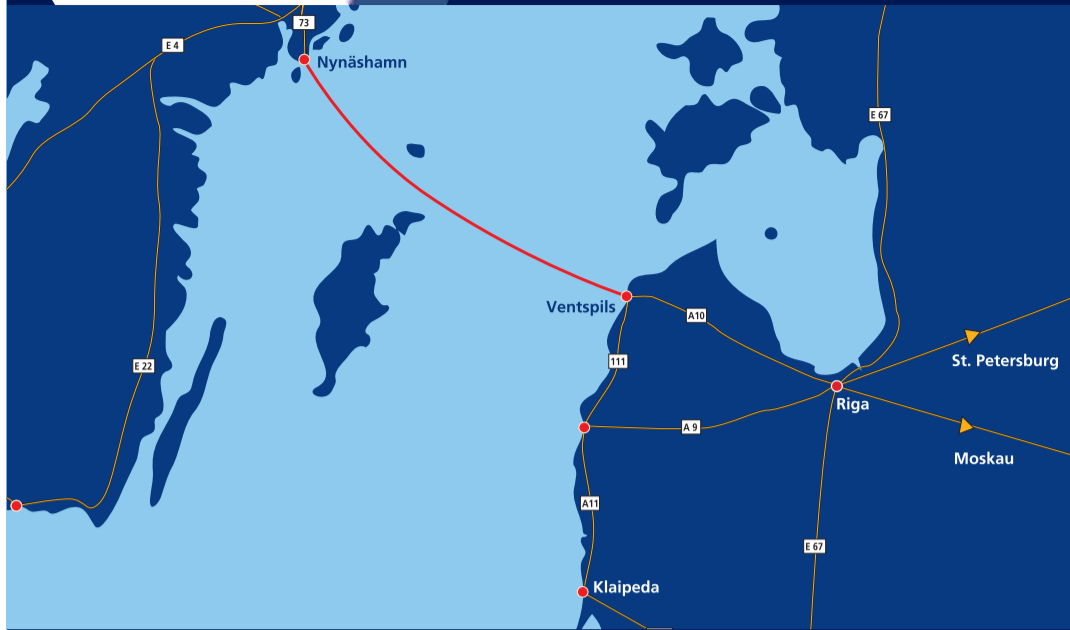 73
E 4
Nynäshamn
E 67
Ventspils
A10
111
E 22
St. Petersburg
Riga
A 9
Moskau
A11
E 67
Klaipeda